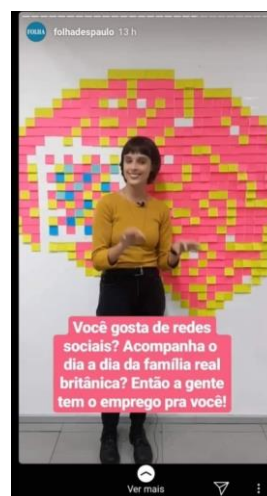 FOLHA folhadespaulo 13 h
Você gosta de redes
sociais? Acompanha o
dia a dia da família real
britânica? Então a gente
tem o emprego pra você!
Ver mais